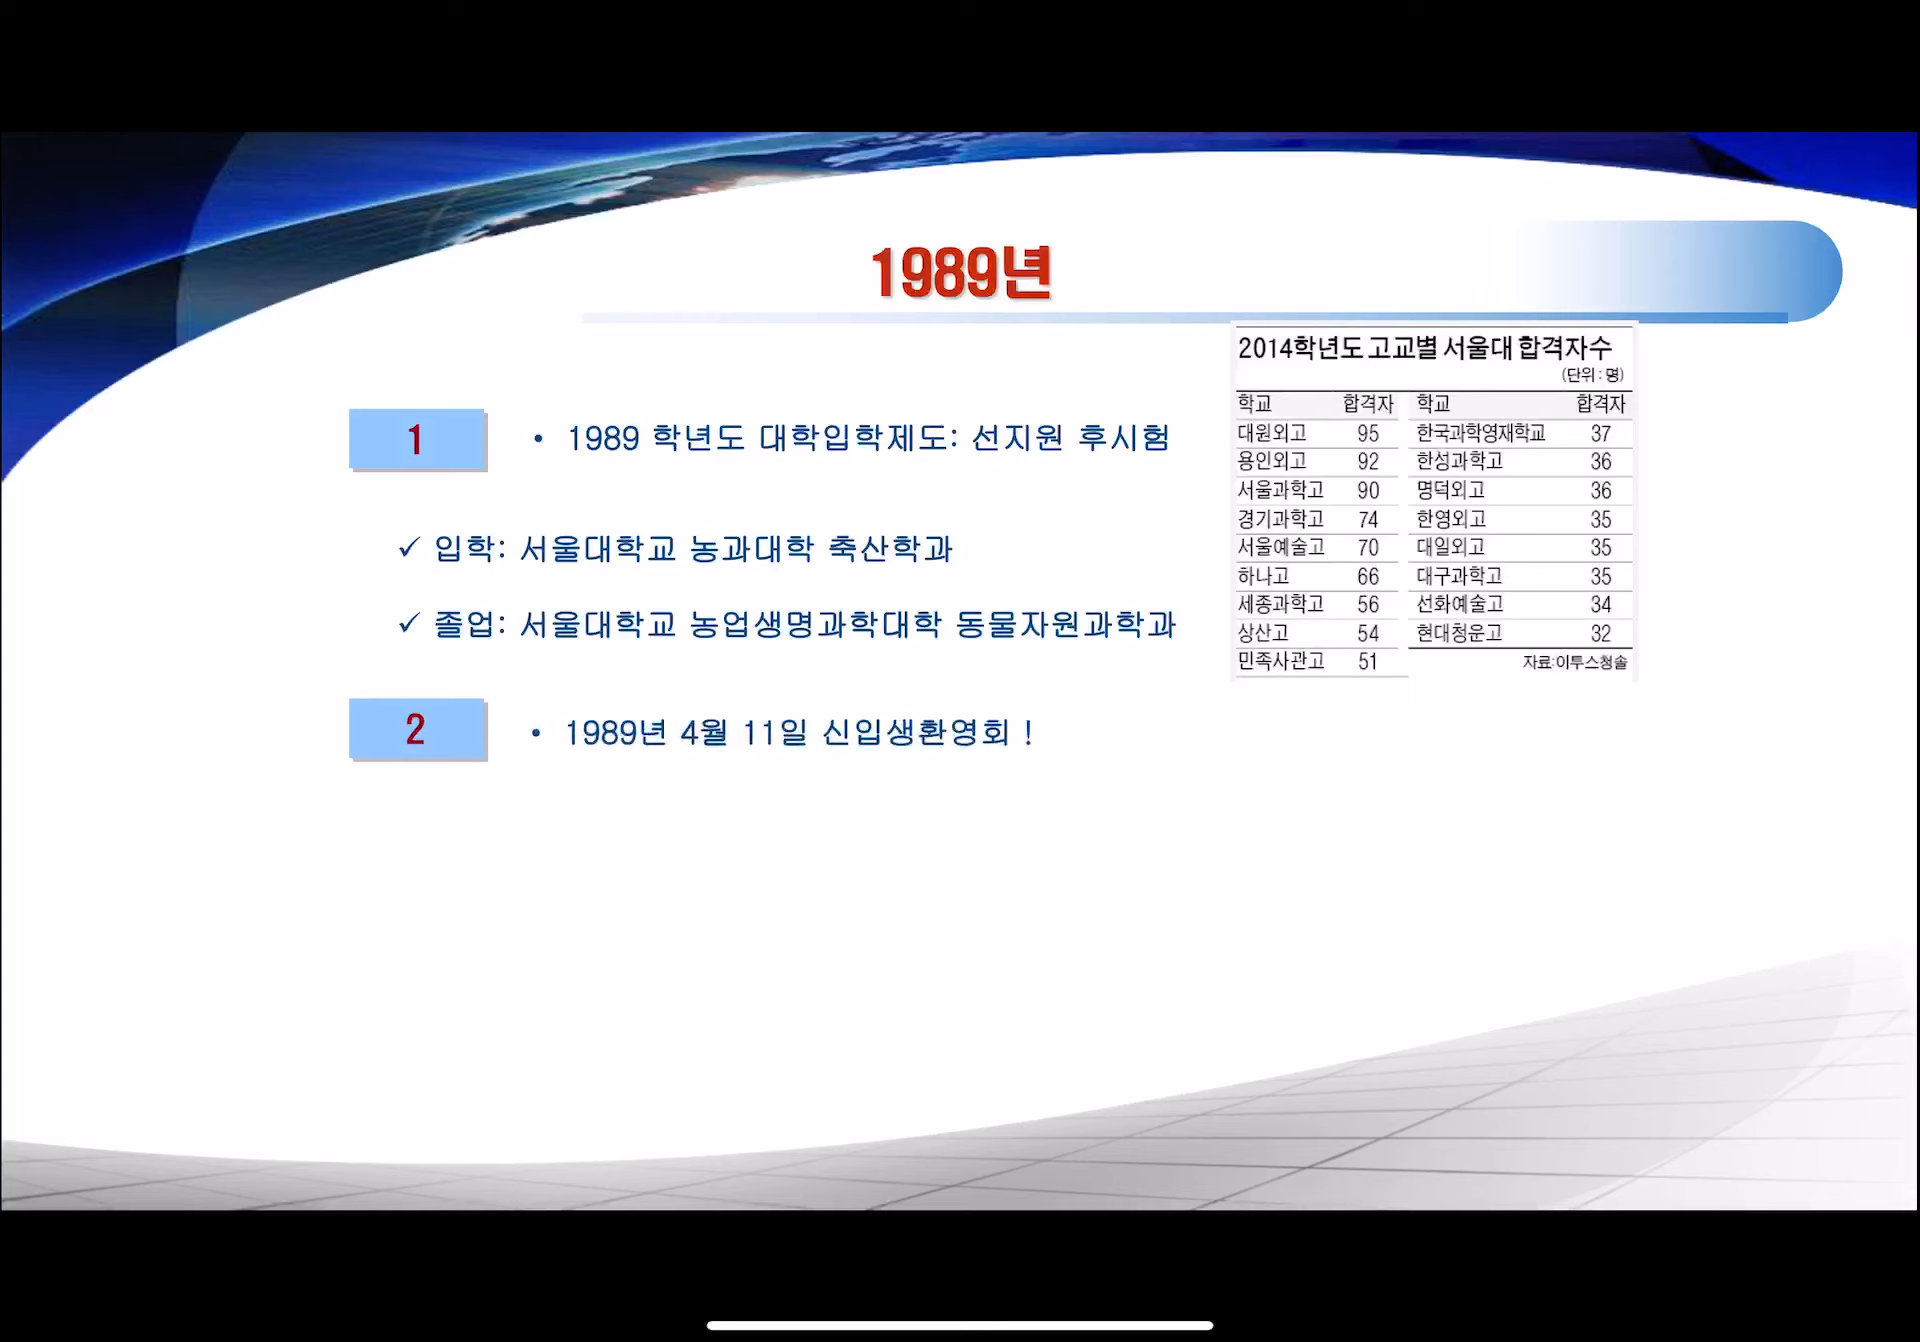 1989년
1
• 1989 학년도 대학입학제도: 선지원 후시험
✓ 입학: 서울대학교 농과대학 축산학과
✓ 졸업: 서울대학교 농업생명과학대학 동물자원과학과
2
• 1989년 4월 11일 신입생환영회 !
2014학년도 고교별 서울대 합격자수
(단위 : 명)
학교 합격자 학교 합격자
대원외고 95 한국과학영재학교 37
용인외고 92 한성과학고 36
서울과학고 90 명덕외고 36
경기과학고 74 한영외고 35
서울예술고 70 대일외고 35
하나고 66 대구과학고 35
세종과학고 56 선화예술고 34
상산고 54 현대청운고 32
민족사관고 51 자료:이투스청솔